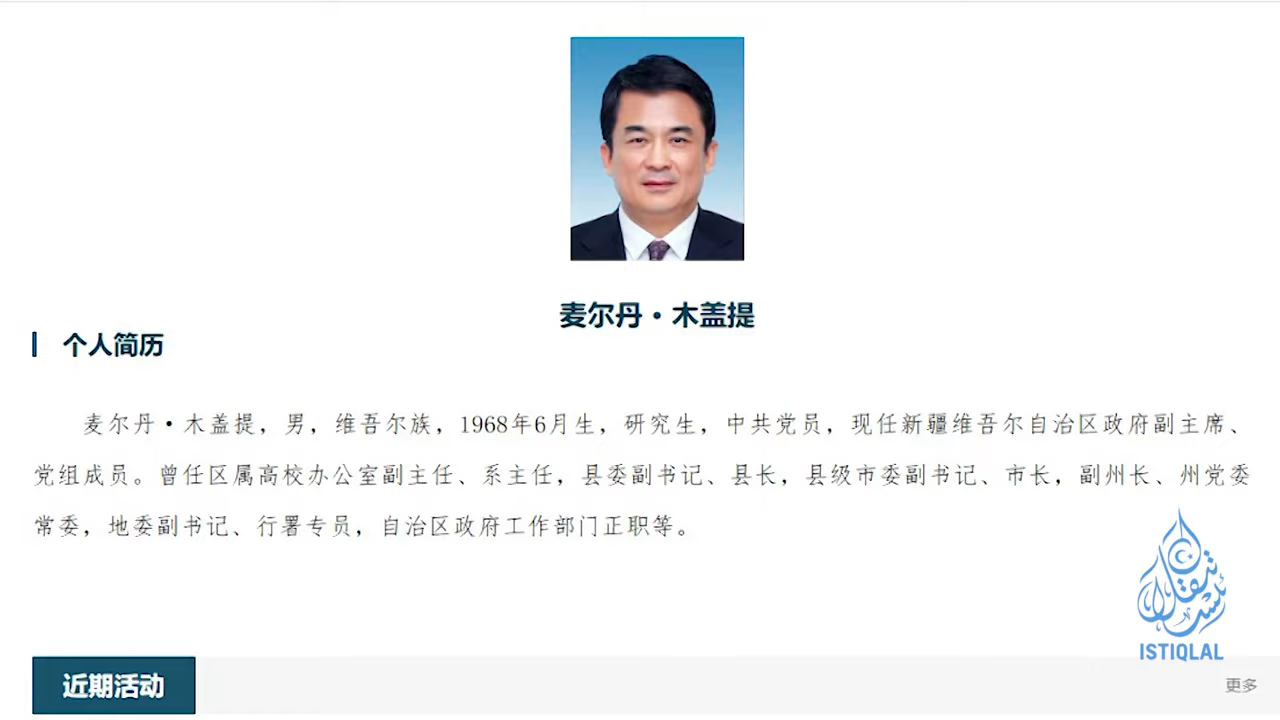 麦尔丹·木盖提
个人简历
麦尔丹·木盖提，男，维吾尔族，1968年6月生，研究生，中共党员，现任新疆维吾尔自治区政府副主席、
党组成员。曾任区属高校办公室副主任、系主任，县委副书记、县长，县级市委副书记、市长，副州长、州党委
常委，地委副书记、行署专员，自治区政府工作部门正职等。
ISTIQLAL
近期活动
更多